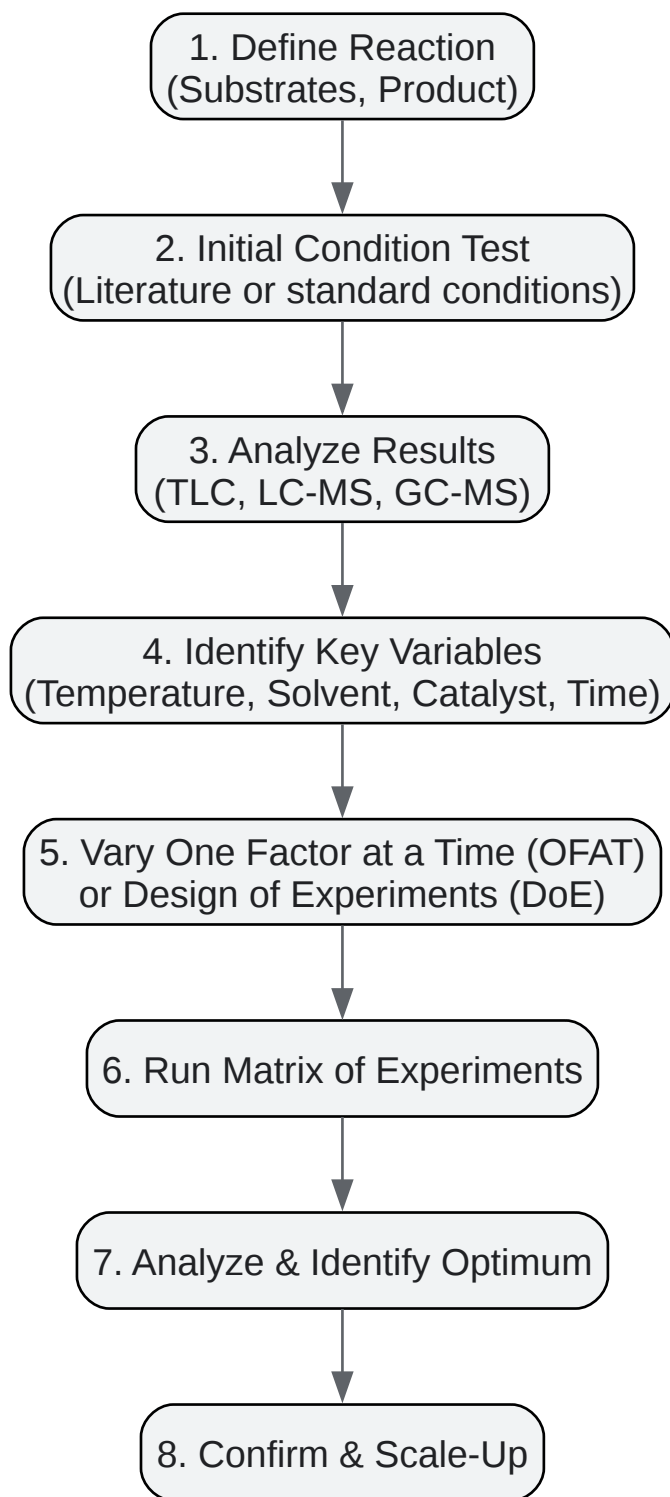 1. Define Reaction
(Substrates, Product)
2. Initial Condition Test
(Literature or standard conditions)
3. Analyze Results
(TLC, LC-MS, GC-MS)
4. Identify Key Variables
(Temperature, Solvent, Catalyst, Time)
5. Vary One Factor at a Time (OFAT)
or Design of Experiments (DoE)
6. Run Matrix of Experiments
7. Analyze & Identify Optimum
8. Confirm & Scale-Up